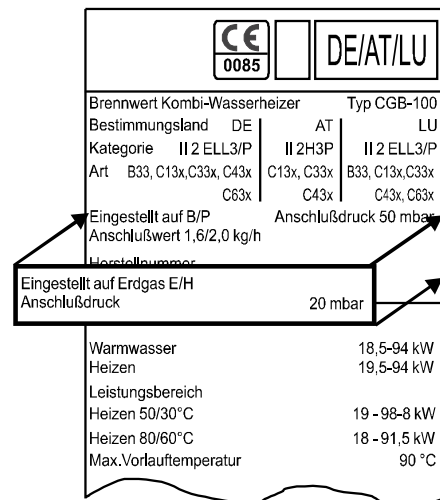 CE
0085
DE/AT/LU
Brennwert Kombi-Wasserheizer Typ CGB-100
Bestimmungsland DE AT LU
Kategorie II 2 ELL3/P II 2H3P II 2 ELL3/P
Art B33, C13x,C33x, C43x C13x, C33x B33, C13x,C33x
C63x C43x C43x, C63x
Eingestellt auf B/P Anschlußdruck 50 mbar
Anschlußwert 1,6/2,0 kg/h
Herstellnummer
Eingestellt auf Erdgas E/H
Anschlußdruck 20 mbar
Warmwasser 18,5-94 kW
Heizen 19,5-94 kW
Leistungsbereich
Heizen 50/30°C 19 - 98-8 kW
Heizen 80/60°C 18 - 91,5 kW
Max.Vorlauftemperatur 90 °C